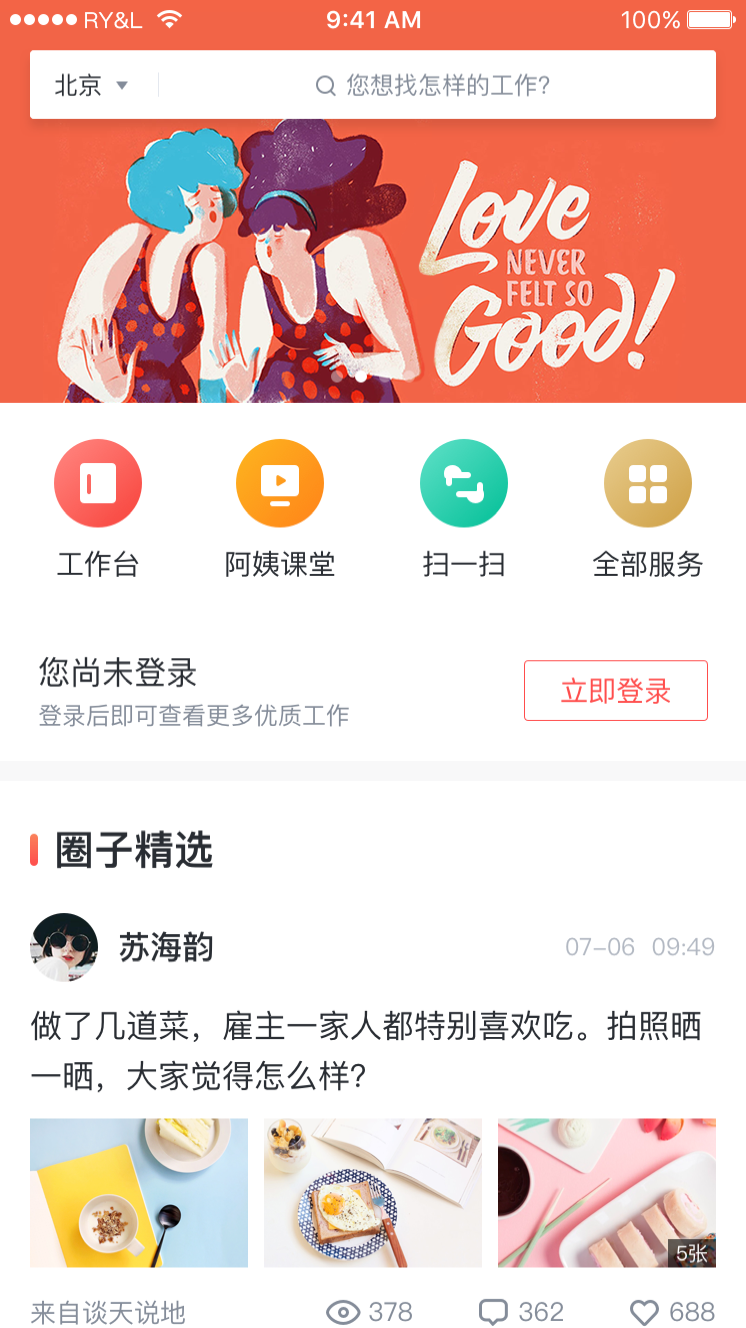 RY&L 9:41 AM 100%
北京 您想找怎样的工作?
Love
NEVER
FELT SO
Good!
工作台 阿姨课堂 扫一扫 全部服务
您尚未登录
登录后即可查看更多优质工作
立即登录
圈子精选
苏海韵 07-06 09:49
做了几道菜，雇主一家人都特别喜欢吃。拍照晒
一晒，大家觉得怎么样?
5张
来自谈天说地 378 362 688